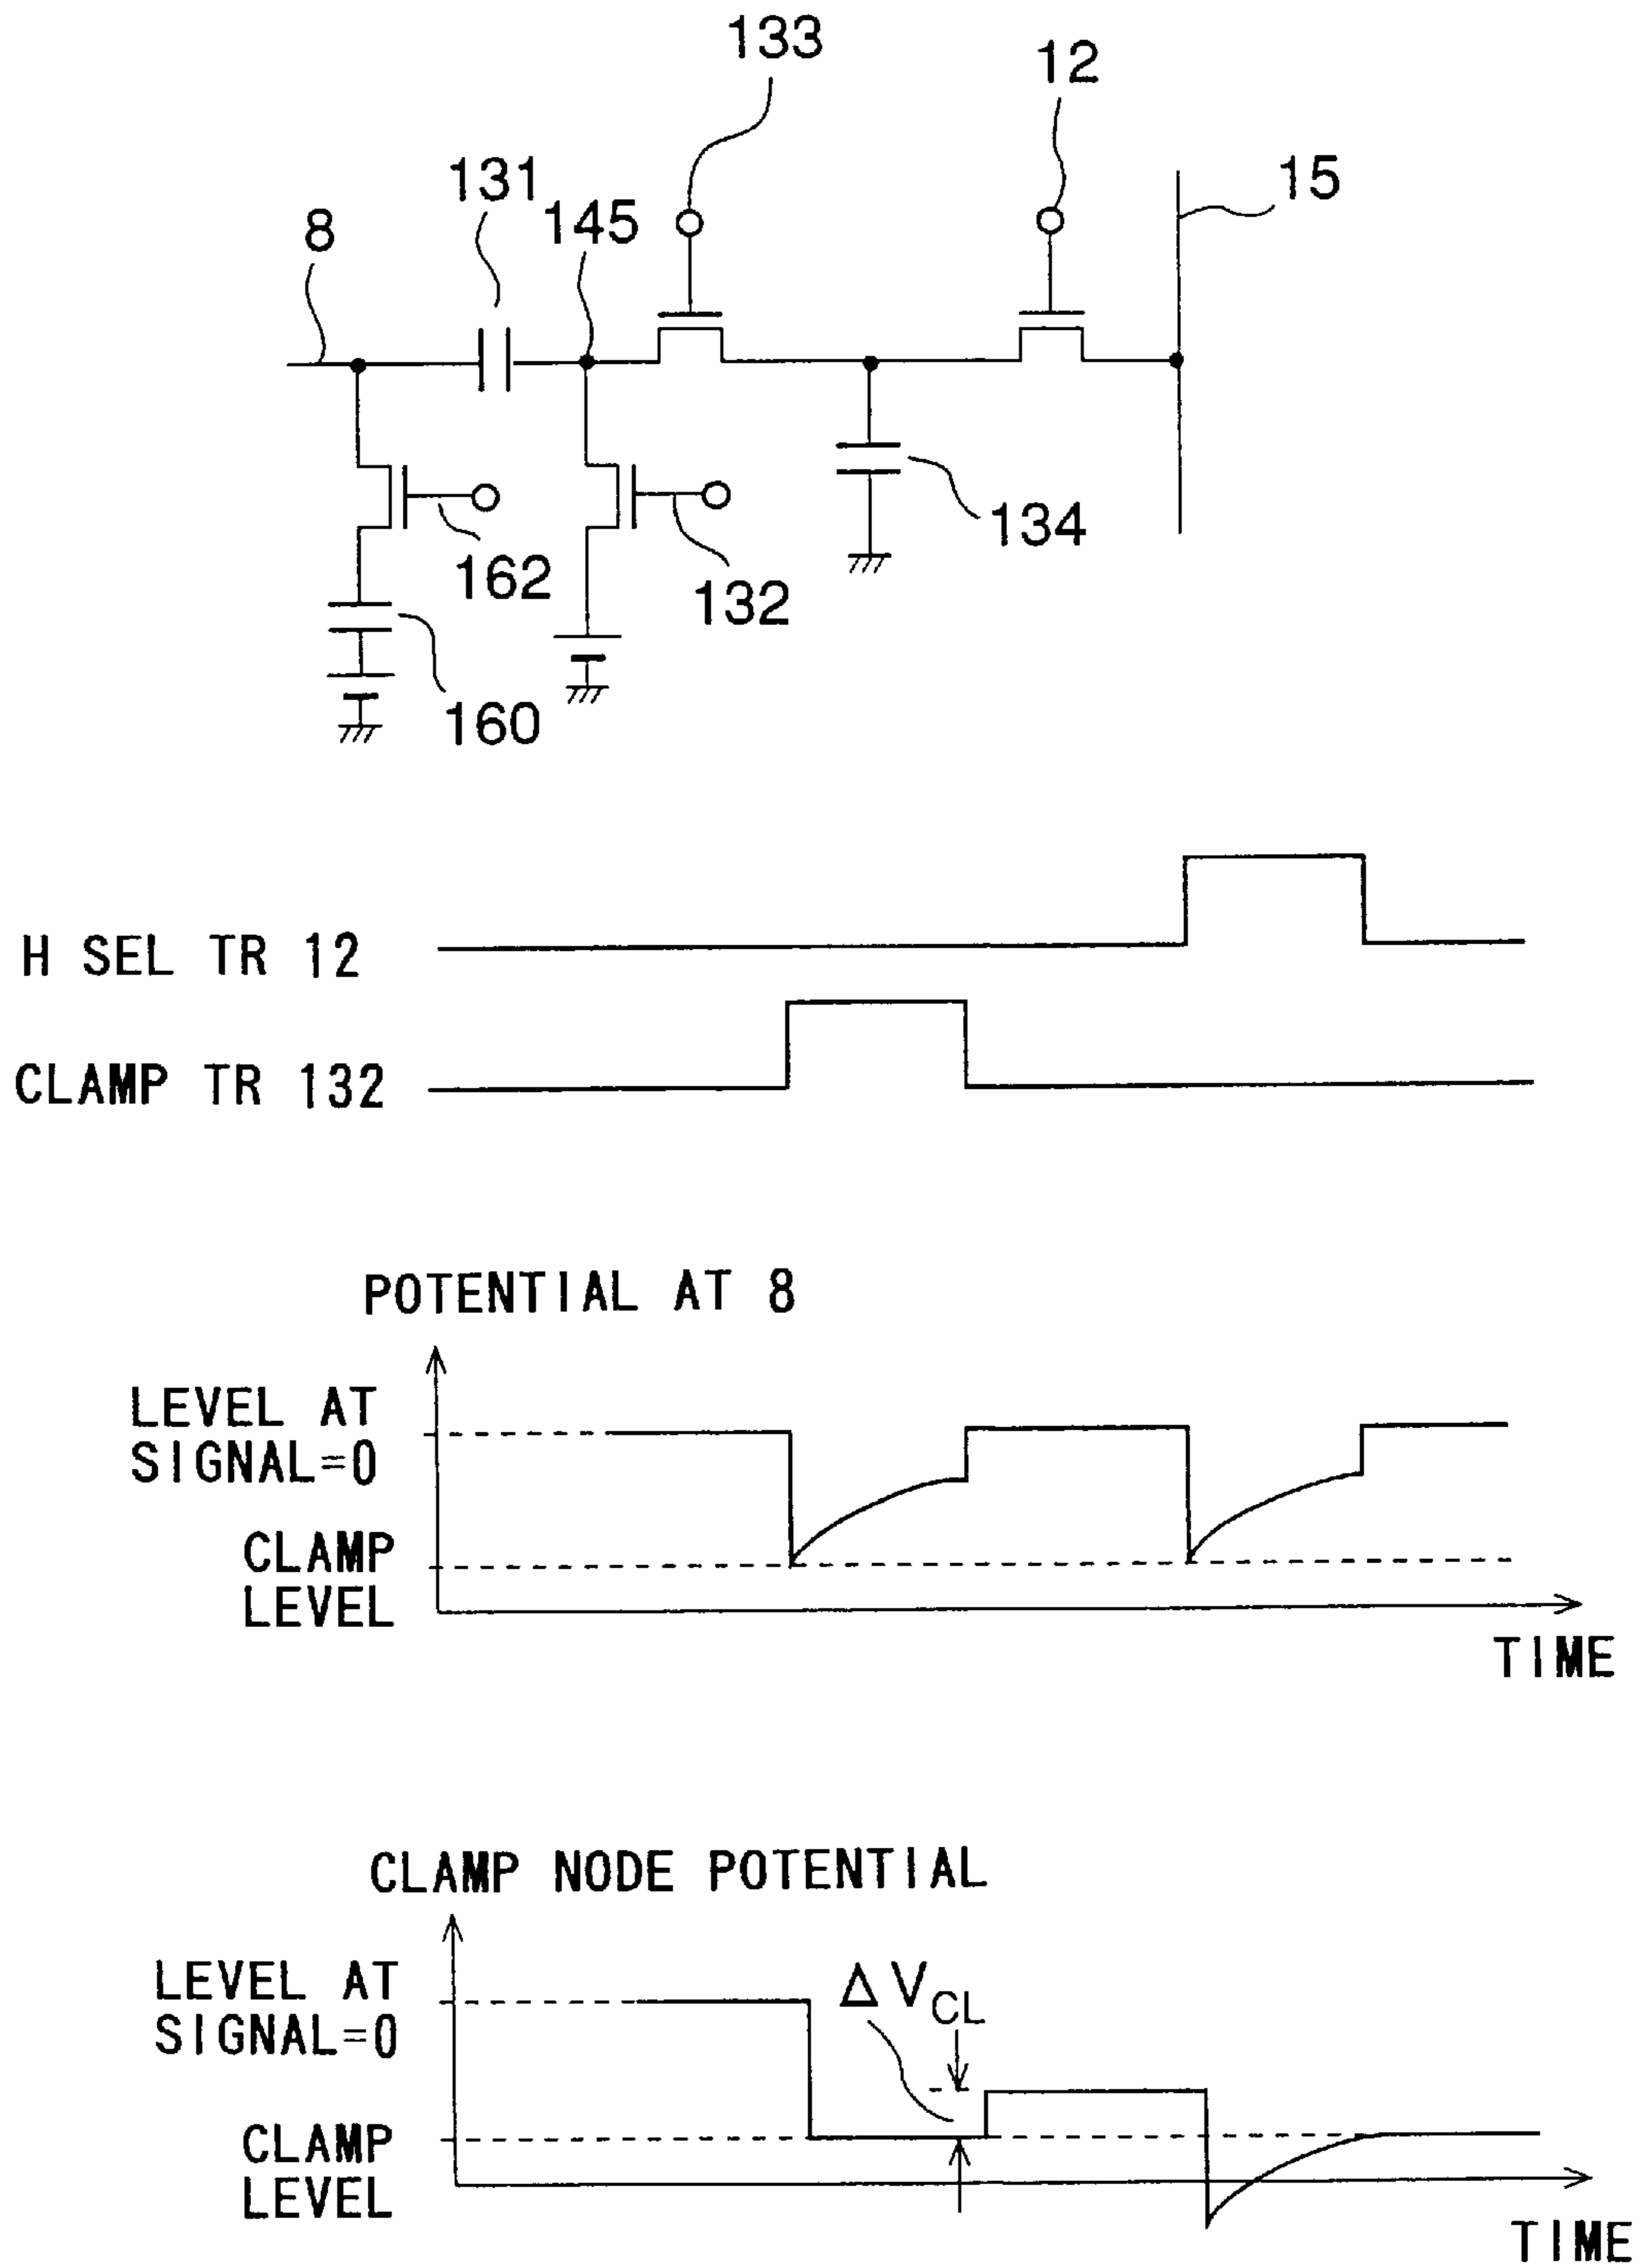 133
12
131
15
145
8
134
162
132
160
H SEL TR 12
CLAMP TR 132
POTENTIAL AT 8
LEVEL AT
SIGNAL=0
CLAMP
LEVEL
TIME
CLAMP NODE POTENTIAL
LEVEL AT
SIGNAL=0
ΔVCL
CLAMP
LEVEL
TIME